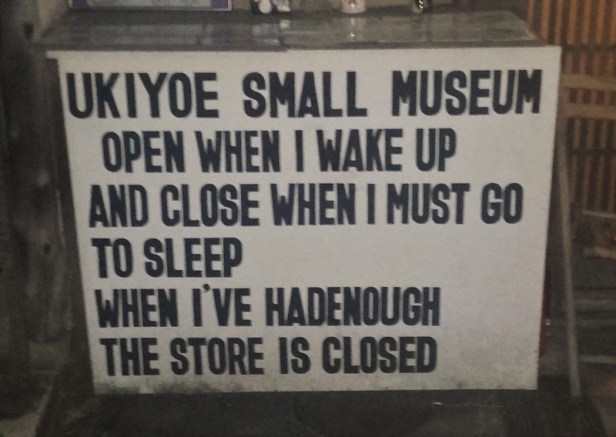 UKIYOE SMALL MUSEUM
OPEN WHEN I WAKE UP
AND CLOSE WHEN I MUST GO
TO SLEEP
WHEN I'VE HADENOUGH
THE STORE IS CLOSED